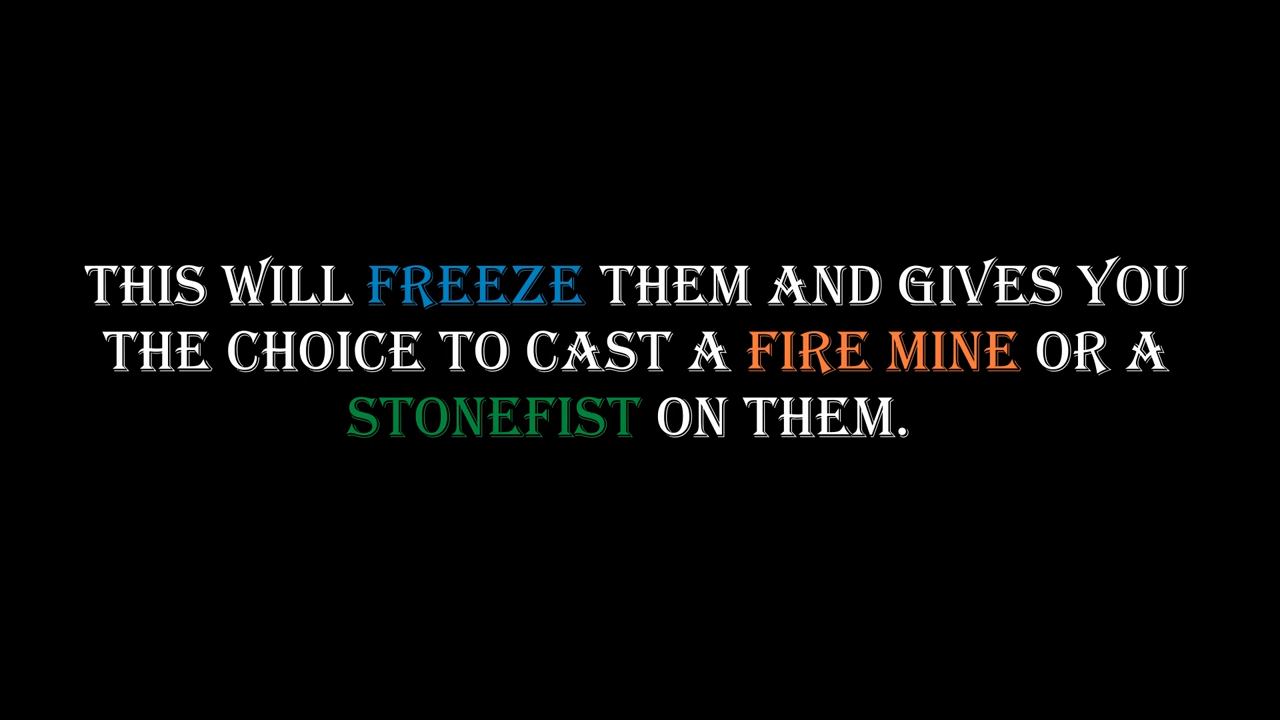 THIS WILL FREEZE THEM AND GIVES YOU
THE CHOICE TO CAST A FIRE MINE OR A
STONEFIST ON THEM.